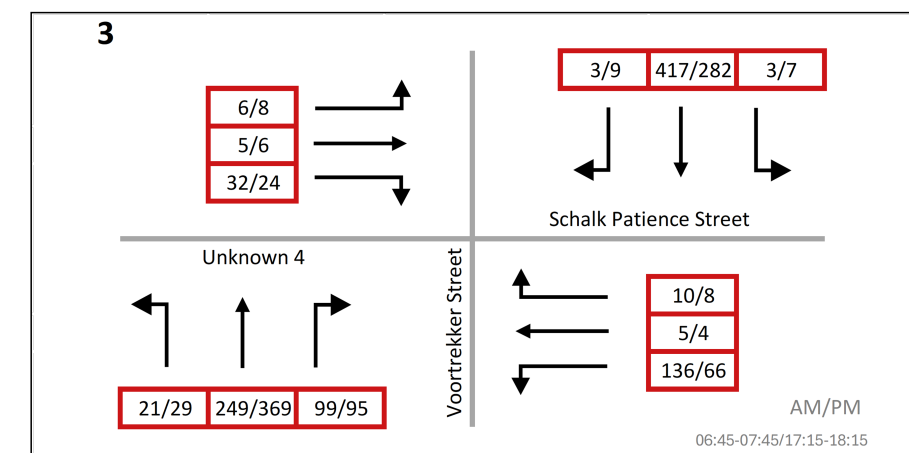 3
3/9 417/282 3/7
6/8
5/6
32/24
Schalk Patience Street
Unknown 4
Voortrekker Street
10/8
5/4
136/66
21/29 249/369 99/95
AM/PM
06:45-07:45/17:15-18:15